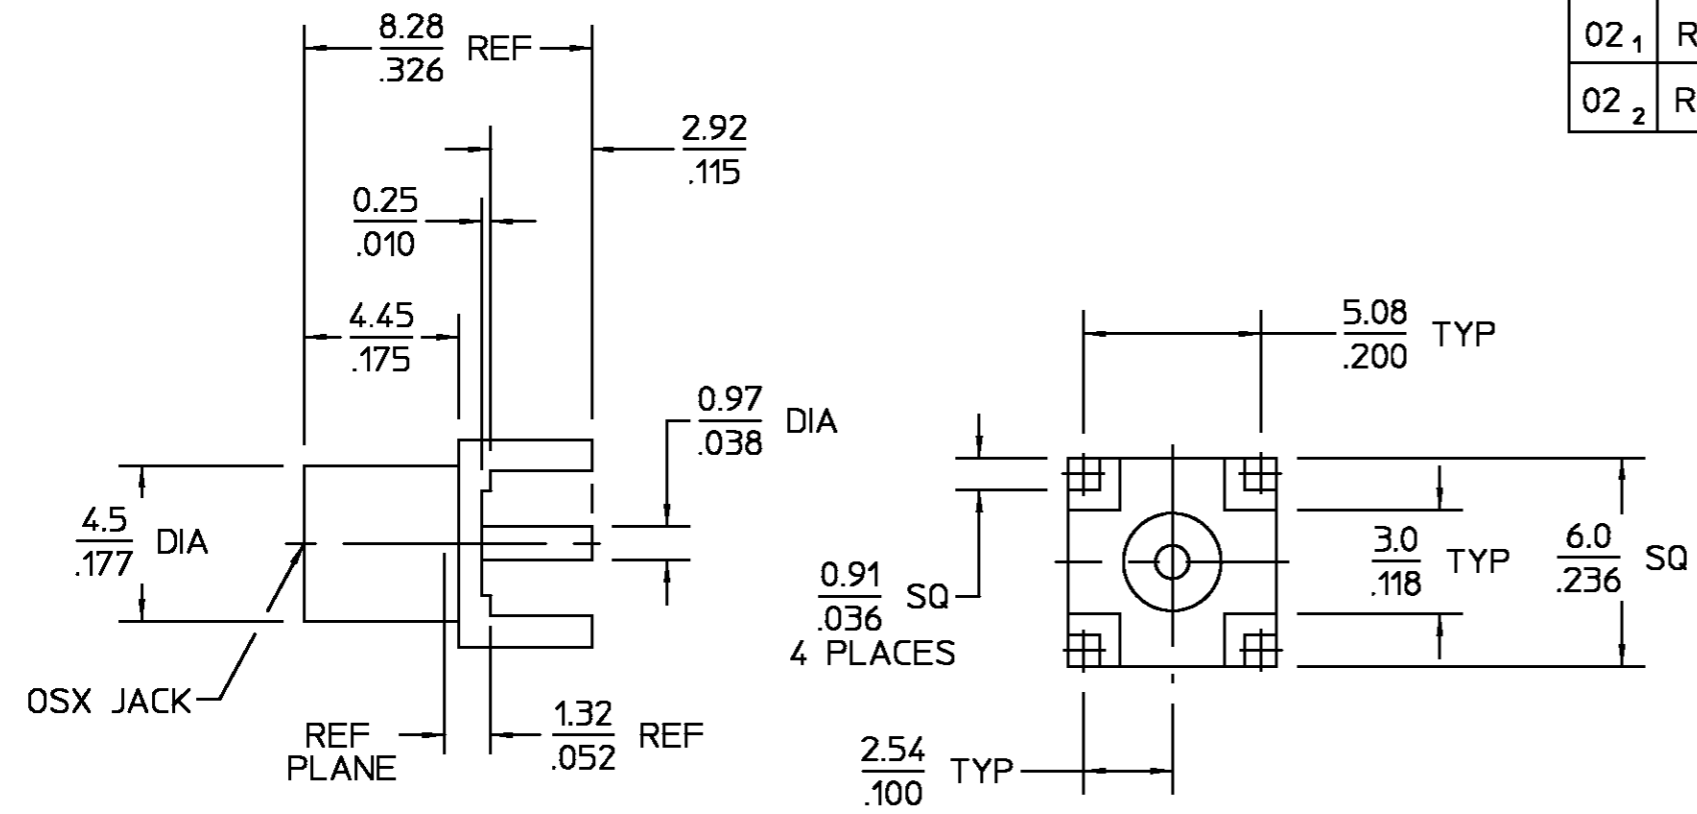 8.28 REF
.326
2.92
.115
0.25
.010
4.45
.175
0.97 DIA
.038
4.5 DIA
.177
OSX JACK
REF
PLANE
1.32 REF
.052
5.08 TYP
.200
0.91 SQ
.036
4 PLACES
3.0 TYP
.118
6.0 SQ
.236
2.54 TYP
.100
02 1 R
02 2 R